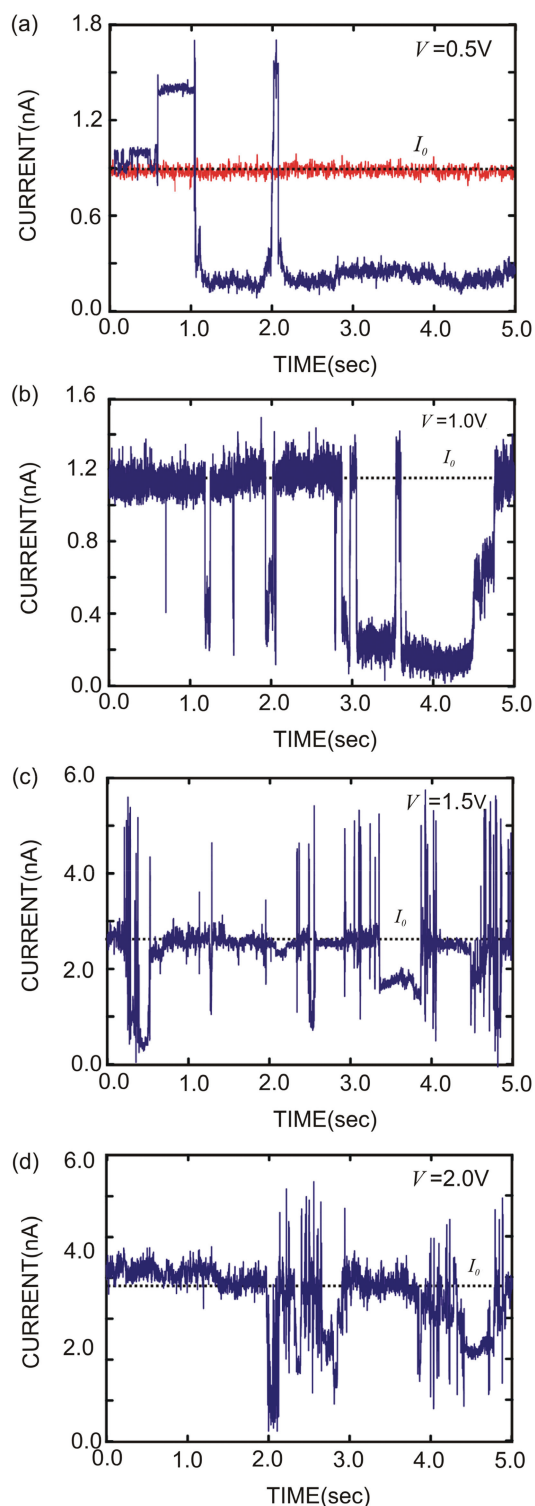 (a)
V = 0.5V
1.8
1.2
0.6
0.0
CURRENT(nA)
I₀
0.0 1.0 2.0 3.0 4.0 5.0
TIME(sec)
(b)
V = 1.0V
1.6
1.2
0.8
0.4
0.0
CURRENT(nA)
I₀
0.0 1.0 2.0 3.0 4.0 5.0
TIME(sec)
(c)
V = 1.5V
6.0
4.0
2.0
0.0
CURRENT(nA)
I₀
0.0 1.0 2.0 3.0 4.0 5.0
TIME(sec)
(d)
V = 2.0V
6.0
4.0
2.0
0.0
CURRENT(nA)
I₀
0.0 1.0 2.0 3.0 4.0 5.0
TIME(sec)